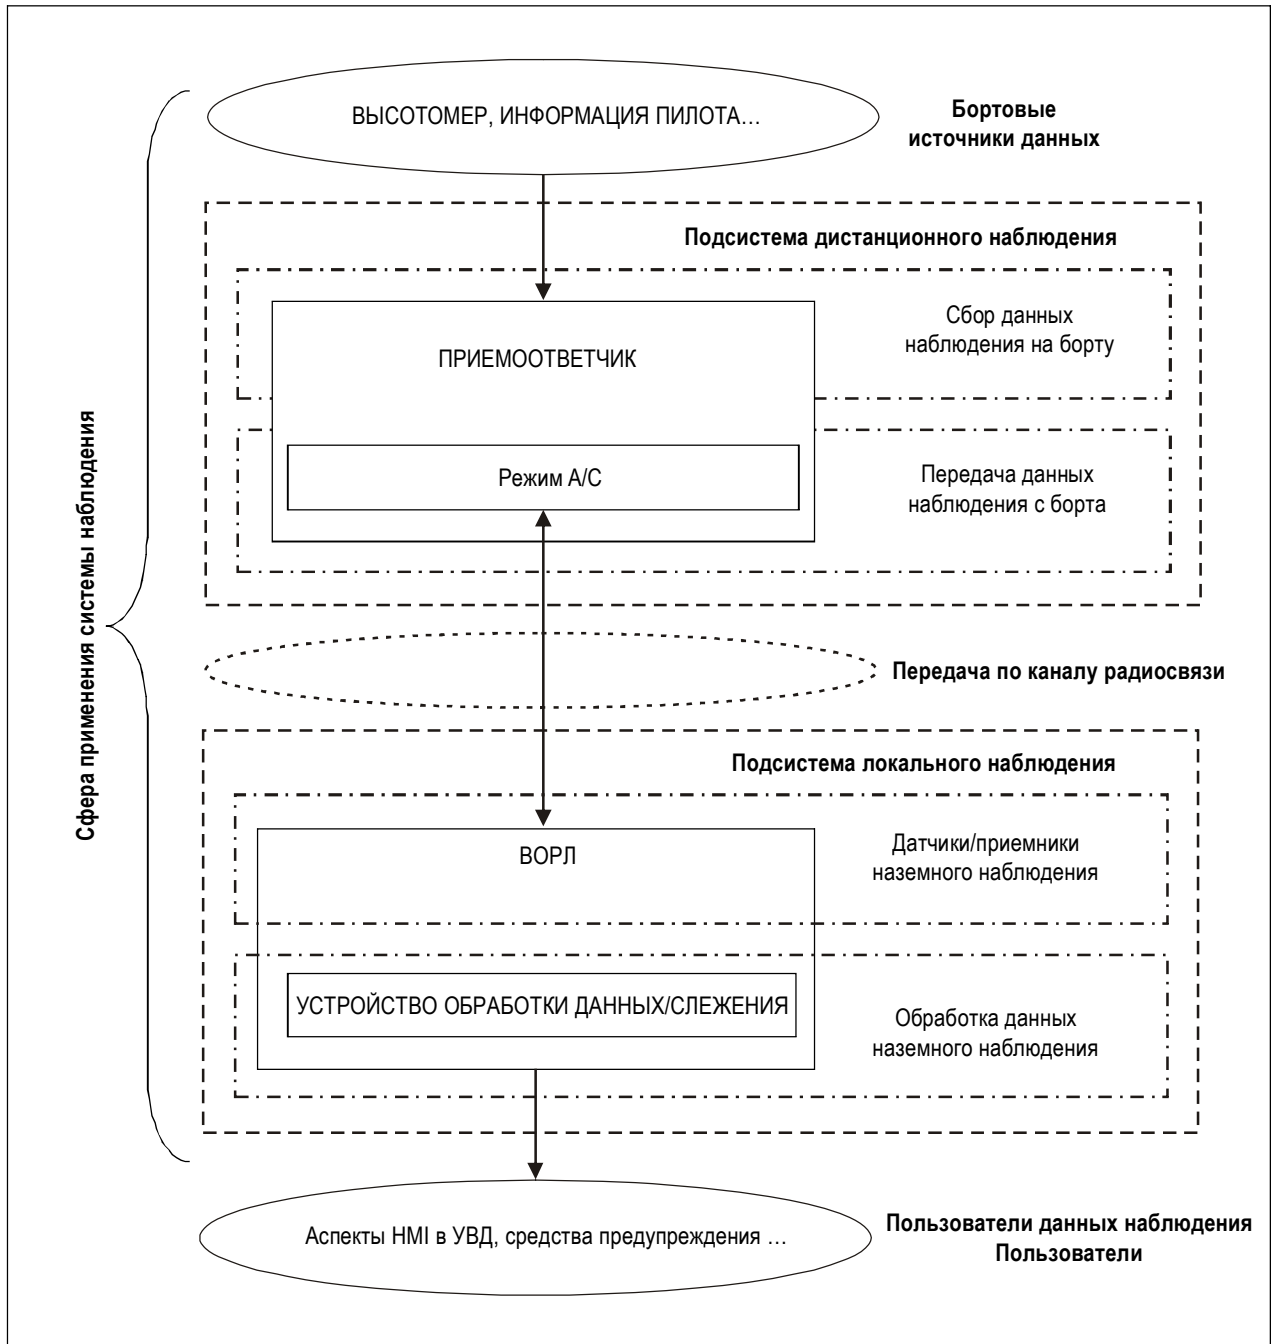 ВЫСОТОМЕР, ИНФОРМАЦИЯ ПИЛОТА…
Бортовые
источники данных
Подсистема дистанционного наблюдения
Сбор данных
наблюдения на борту
ПРИЕМООТВЕТЧИК
Передача данных
наблюдения с борта
Режим A/C
Сфера применения системы наблюдения
Передача по каналу радиосвязи
Подсистема локального наблюдения
ВОРЛ
Датчики/приемники
наземного наблюдения
УСТРОЙСТВО ОБРАБОТКИ ДАННЫХ/СЛЕЖЕНИЯ
Обработка данных
наземного наблюдения
Аспекты HMI в УВД, средства предупреждения …
Пользователи данных наблюдения
Пользователи